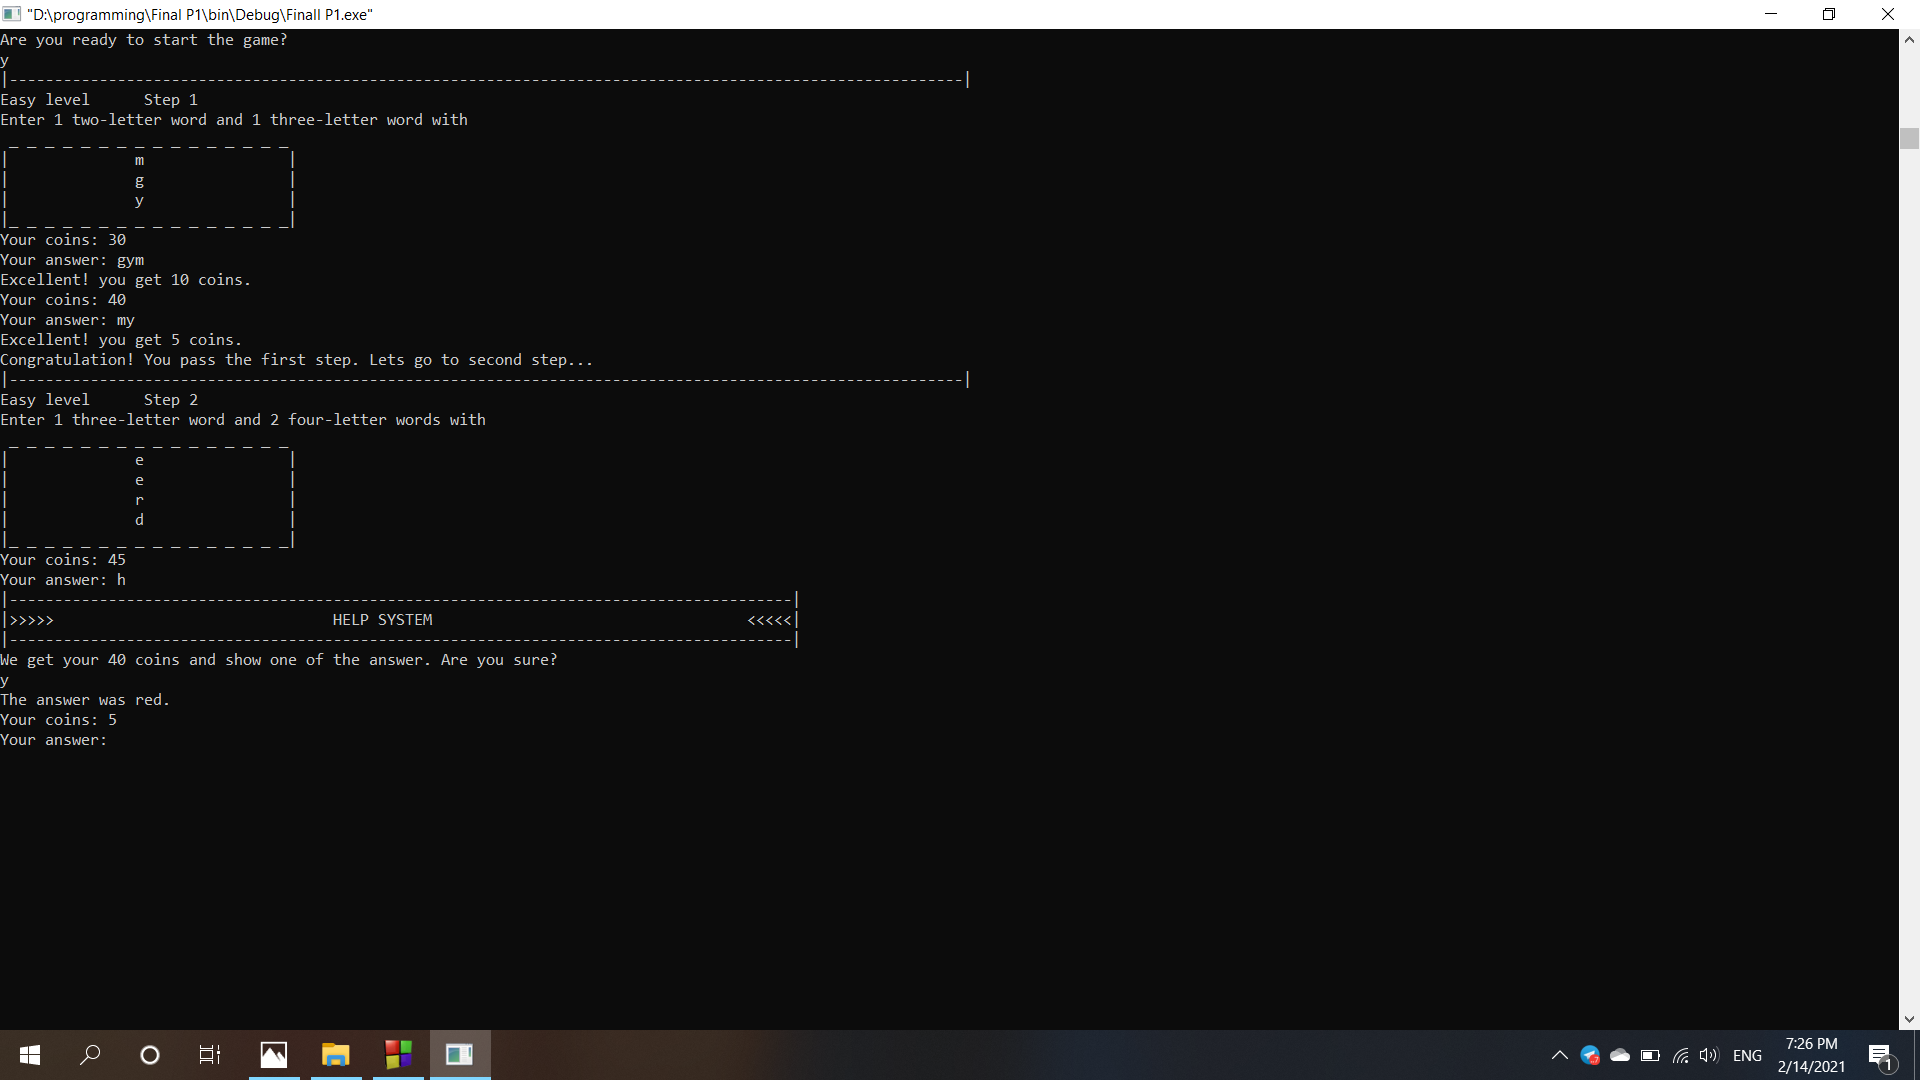 "D:\programming\Final P1\bin\Debug\Finall P1.exe"
Are you ready to start the game?
y
|----------------------------------------------------------------------------------------------------------|
Easy level      Step 1
Enter 1 two-letter word and 1 three-letter word with
 _ _ _ _ _ _ _ _ _ _ _ _ _ _ _ _
|              m                |
|              g                |
|              y                |
|_ _ _ _ _ _ _ _ _ _ _ _ _ _ _ _|
Your coins: 30
Your answer: gym
Excellent! you get 10 coins.
Your coins: 40
Your answer: my
Excellent! you get 5 coins.
Congratulation! You pass the first step. Lets go to second step...
|----------------------------------------------------------------------------------------------------------|
Easy level      Step 2
Enter 1 three-letter word and 2 four-letter words with
 _ _ _ _ _ _ _ _ _ _ _ _ _ _ _ _
|              e                |
|              e                |
|              r                |
|              d                |
|_ _ _ _ _ _ _ _ _ _ _ _ _ _ _ _|
Your coins: 45
Your answer: h
|---------------------------------------------------------------------------------------|
|>>>>>                               HELP SYSTEM                                   <<<<<|
|---------------------------------------------------------------------------------------|
We get your 40 coins and show one of the answer. Are you sure?
y
The answer was red.
Your coins: 5
Your answer:
ENG
7:26 PM
2/14/2021
1